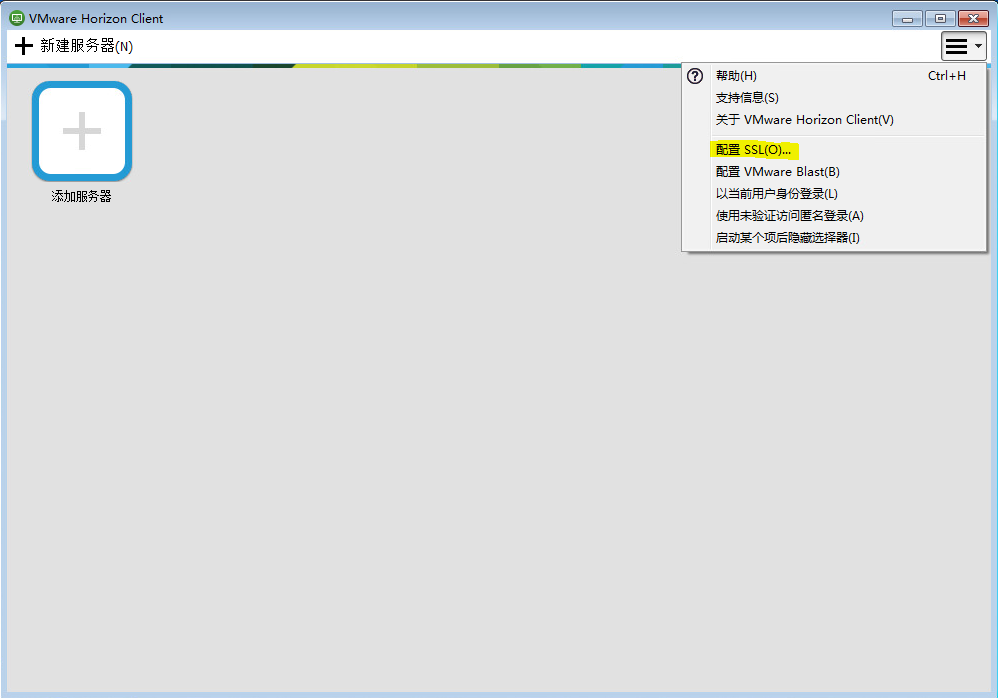 VMware Horizon Client
新建服务器(N)
帮助(H) Ctrl+H
支持信息(S)
关于 VMware Horizon Client(V)
配置 SSL(O)...
配置 VMware Blast(B)
以当前用户身份登录(L)
使用未验证访问匿名登录(A)
启动某个项后隐藏选择器(I)
添加服务器